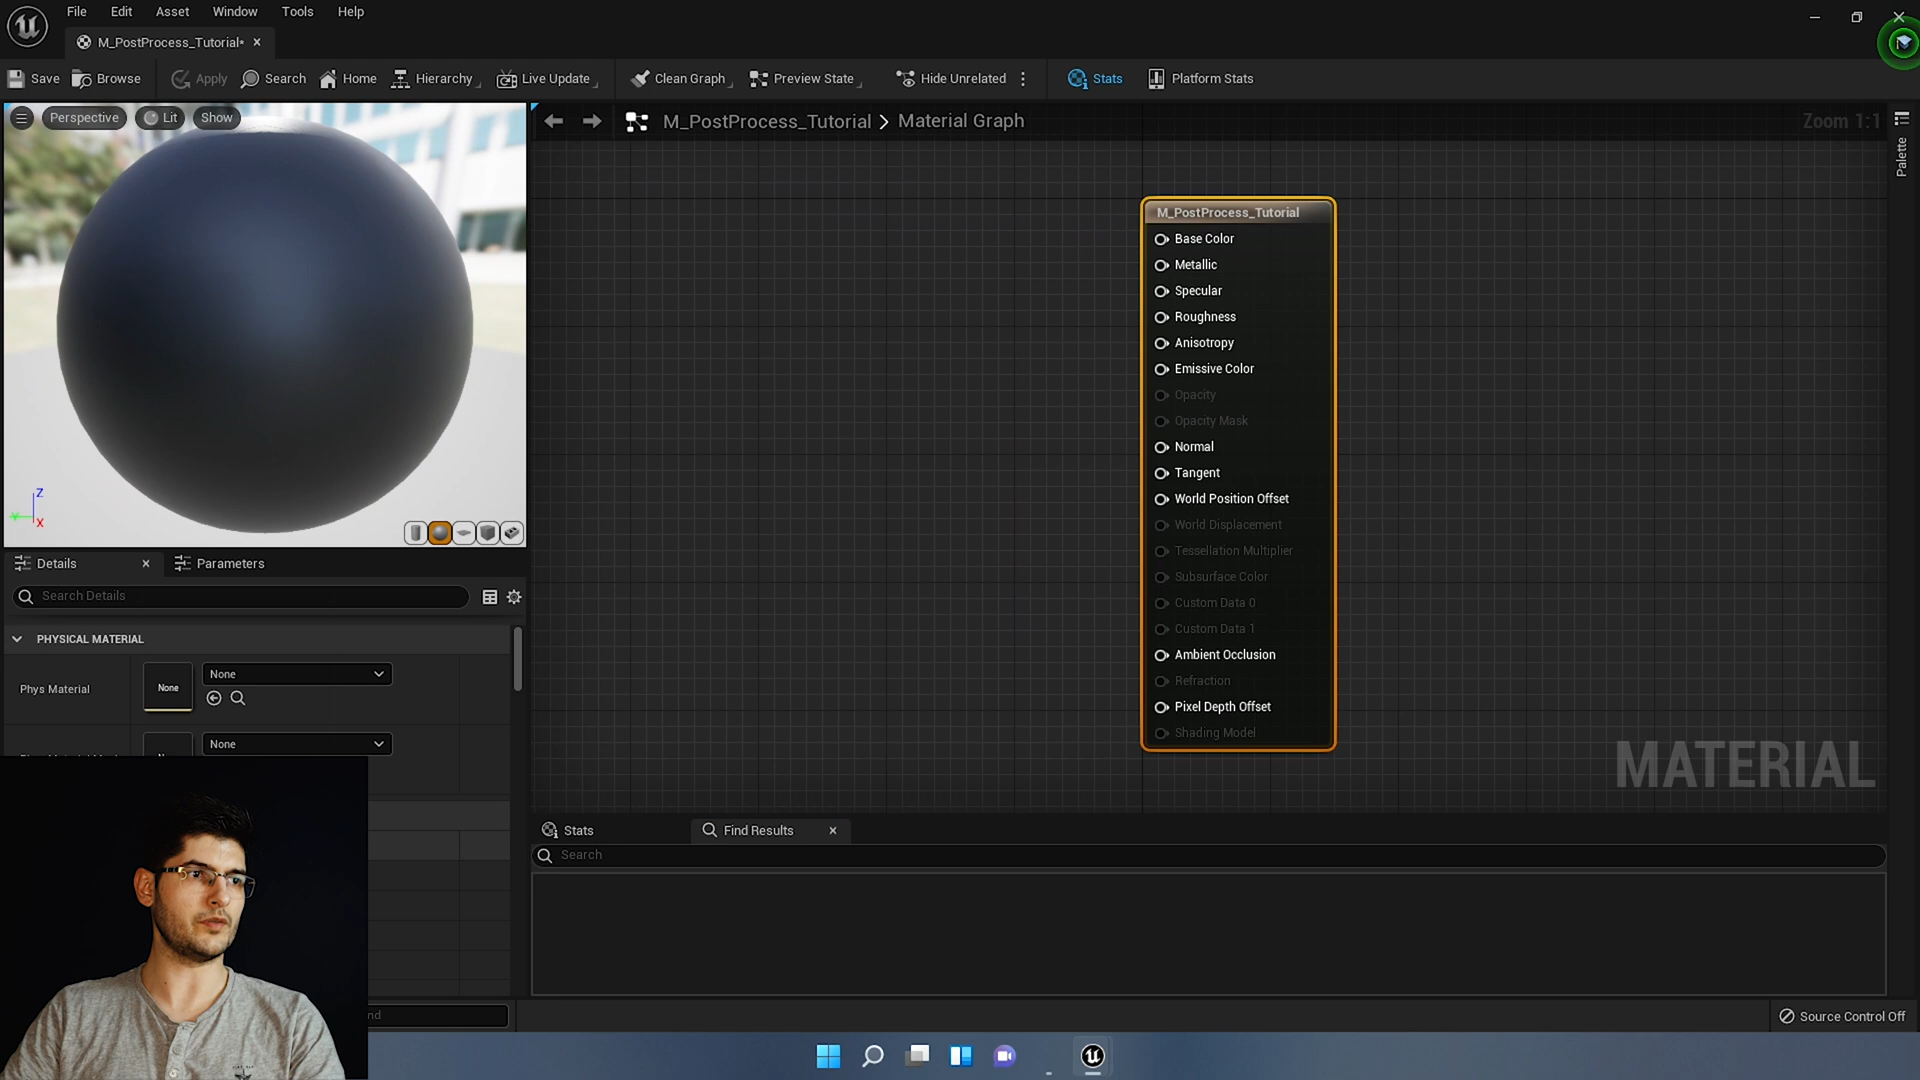 File Edit Asset Window Tools Help
M_PostProcess_Tutorial*
Save Browse Apply Search Home Hierarchy Live Update Clean Graph Preview State Hide Unrelated Stats Platform Stats
Perspective Lit Show
M_PostProcess_Tutorial > Material Graph
Zoom 1:1
Palette
M_PostProcess_Tutorial
Base Color
Metallic
Specular
Roughness
Anisotropy
Emissive Color
Opacity
Opacity Mask
Normal
Tangent
World Position Offset
World Displacement
Tessellation Multiplier
Subsurface Color
Custom Data 0
Custom Data 1
Ambient Occlusion
Refraction
Pixel Depth Offset
Shading Model
MATERIAL
Z
Y
X
Details Parameters
Search Details
PHYSICAL MATERIAL
Phys Material
None
None
None
Stats Find Results
Search
Source Control Off